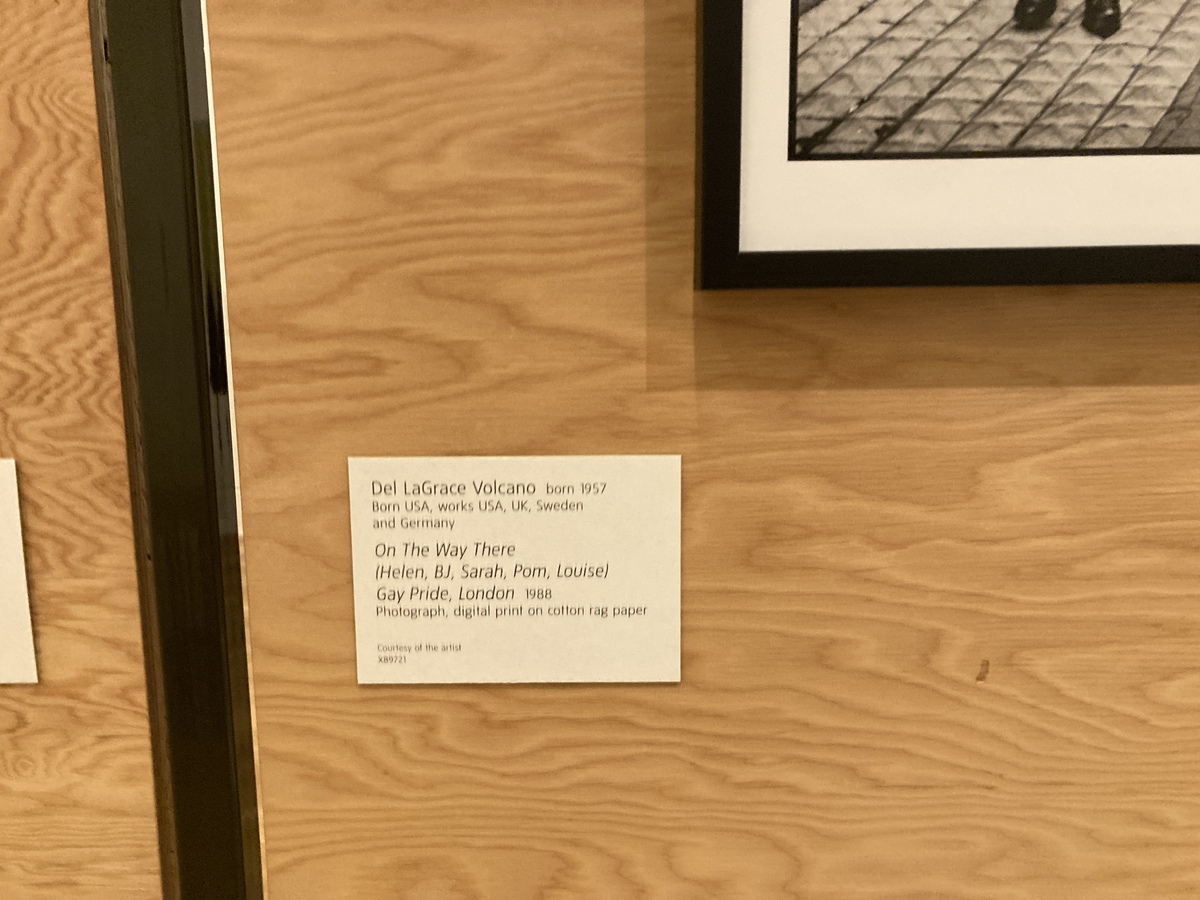 Del LaGrace Volcano born 1957
Born USA, works USA, UK, Sweden
and Germany
On The Way There
(Helen, BJ, Sarah, Pom, Louise)
Gay Pride, London 1988
Photograph, digital print on cotton rag paper
Courtesy of the artist
X89721